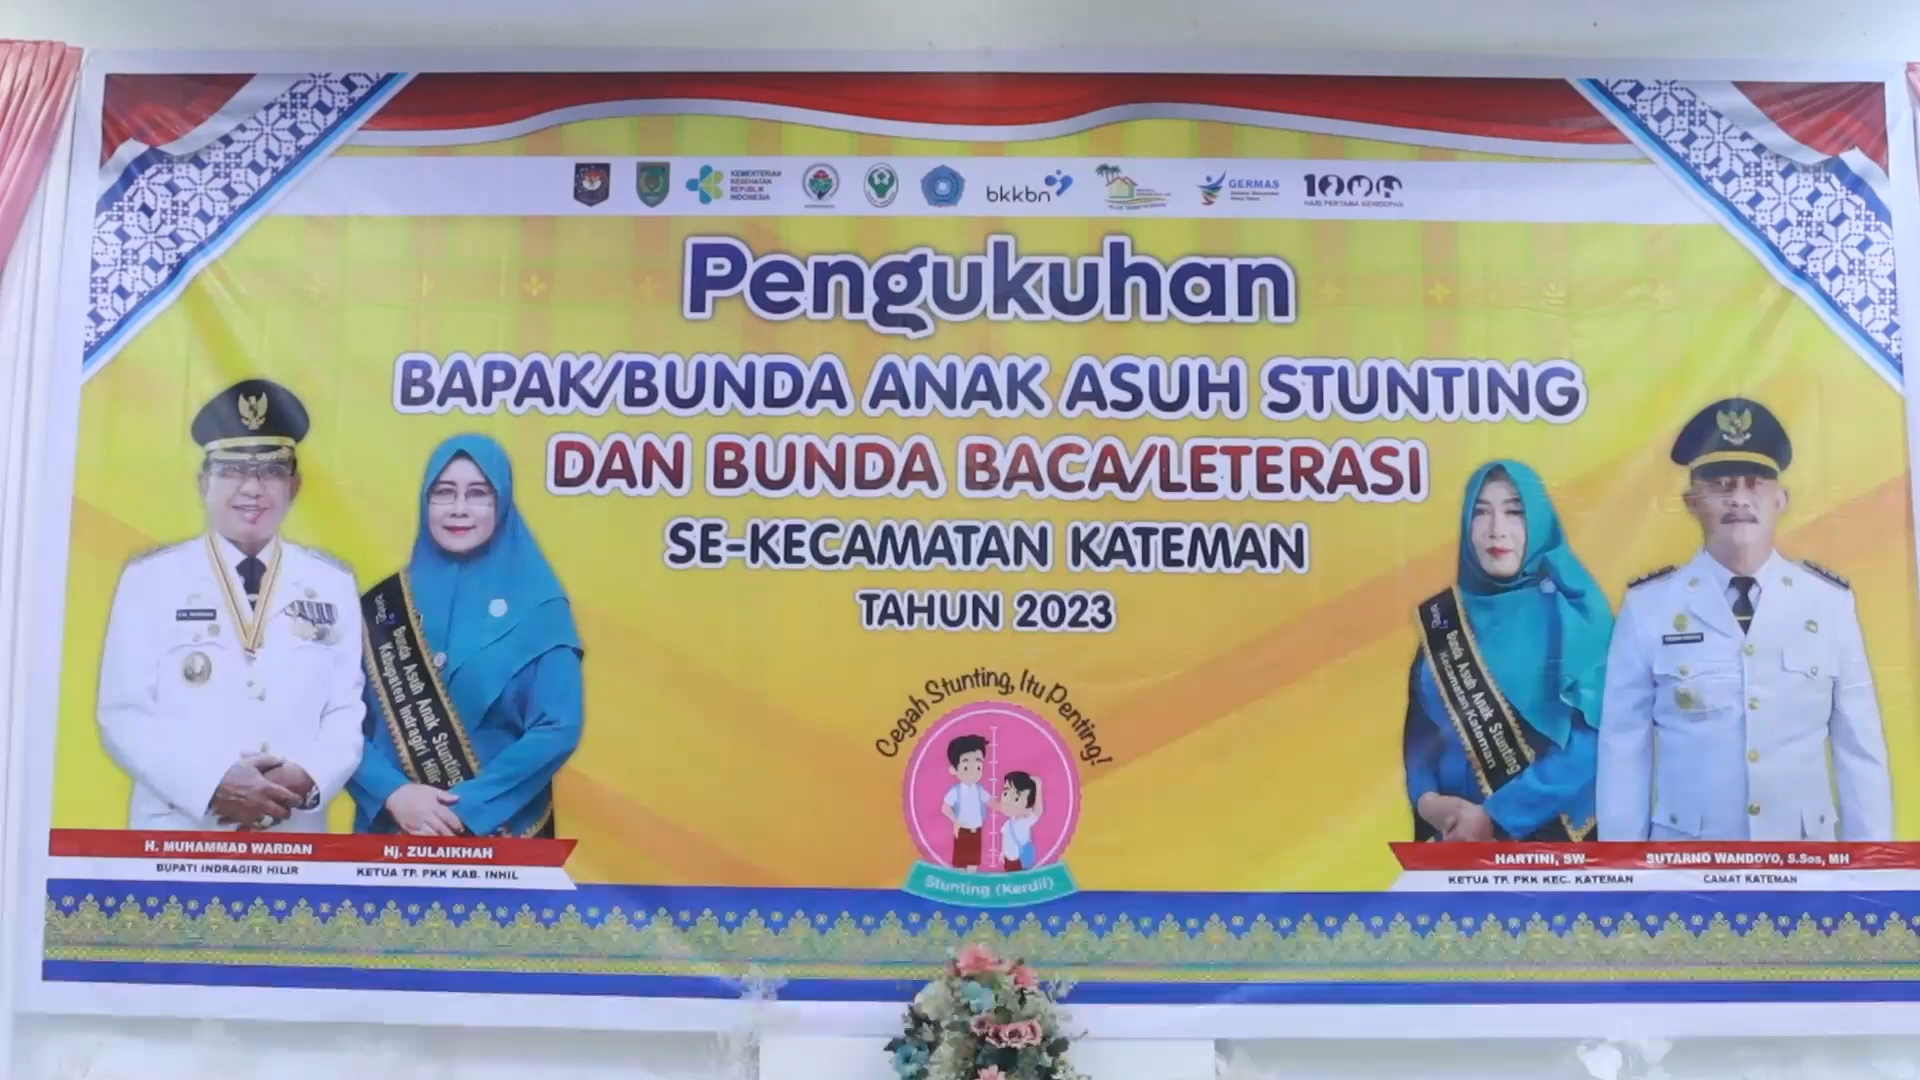 KEMENTERIAN
KESEHATAN
REPUBLIK
INDONESIA
bkkbn
GERMAS
HARI PERTAMA KEHIDUPAN
Pengukuhan
BAPAK/BUNDA ANAK ASUH STUNTING
DAN BUNDA BACA/LETERASI
SE-KECAMATAN KATEMAN
TAHUN 2023
Cegah Stunting, Itu Penting!
Stunting (Kerdil)
Bunda Asuh Anak Stunting
Kabupaten Indragiri Hilir
Bunda Asuh Anak Stunting
Kecamatan Kateman
H. MUHAMMAD WARDAN
BUPATI INDRAGIRI HILIR
Hj. ZULAIKHAH
KETUA TP. PKK KAB. INHIL
HARTINI, SW
KETUA TP. PKK KEC. KATEMAN
SUTARNO WANDOYO, S.Sos, MH
CAMAT KATEMAN